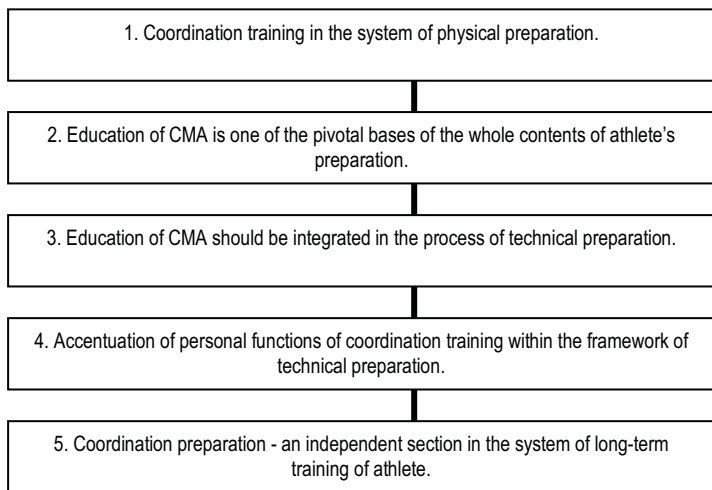 1. Coordination training in the system of physical preparation.
2. Education of CMA is one of the pivotal bases of the whole contents of athlete's
preparation.
3. Education of CMA should be integrated in the process of technical preparation.
4. Accentuation of personal functions of coordination training within the framework of
technical preparation.
5. Coordination preparation - an independent section in the system of long-term
training of athlete.